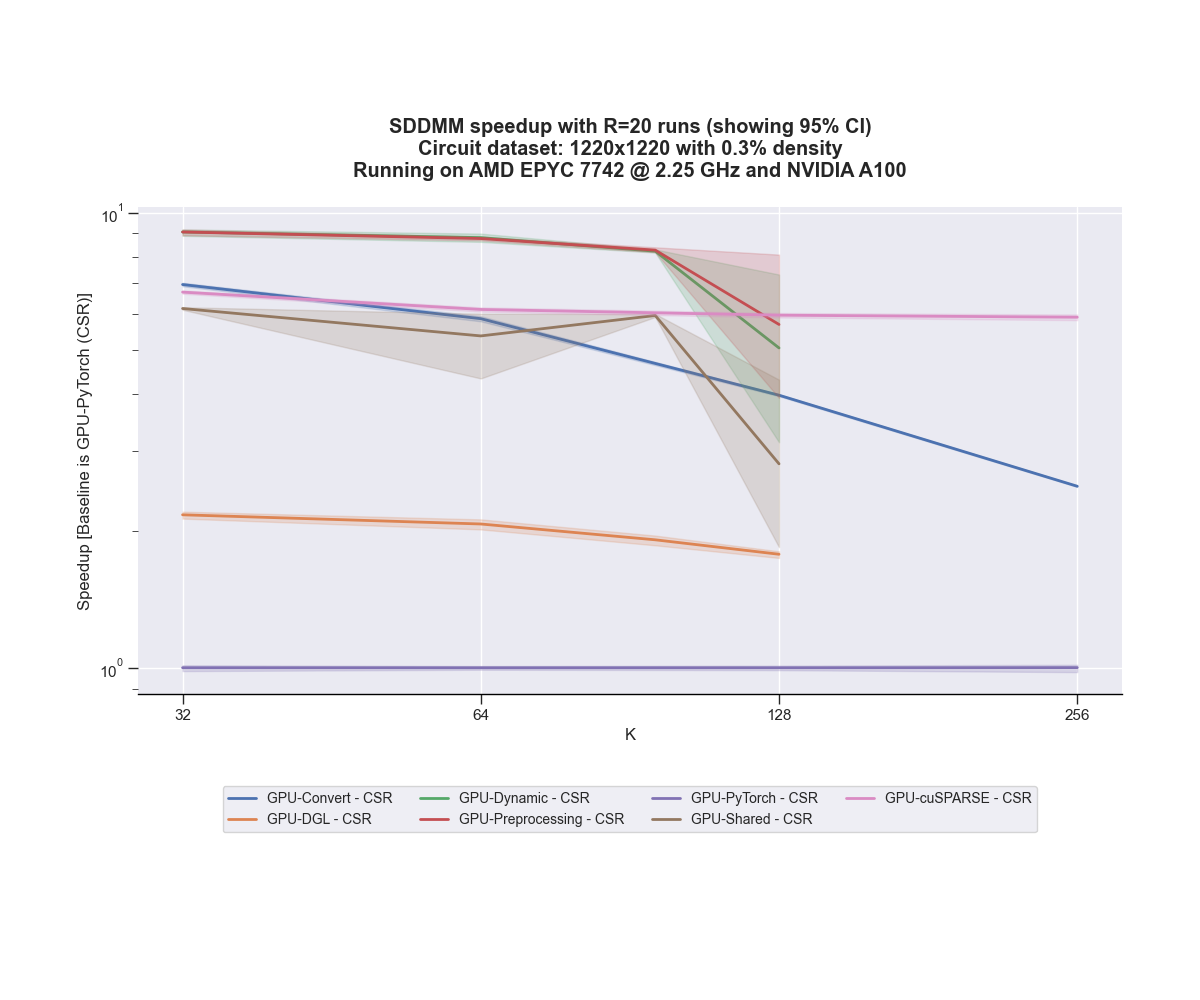 SDDMM speedup with R=20 runs (showing 95% CI)
Circuit dataset: 1220x1220 with 0.3% density
Running on AMD EPYC 7742 @ 2.25 GHz and NVIDIA A100
10^1
10^0
Speedup [Baseline is GPU-PyTorch (CSR)]
32 64 128 256
K
GPU-Convert - CSR GPU-Dynamic - CSR GPU-PyTorch - CSR GPU-cuSPARSE - CSR
GPU-DGL - CSR GPU-Preprocessing - CSR GPU-Shared - CSR